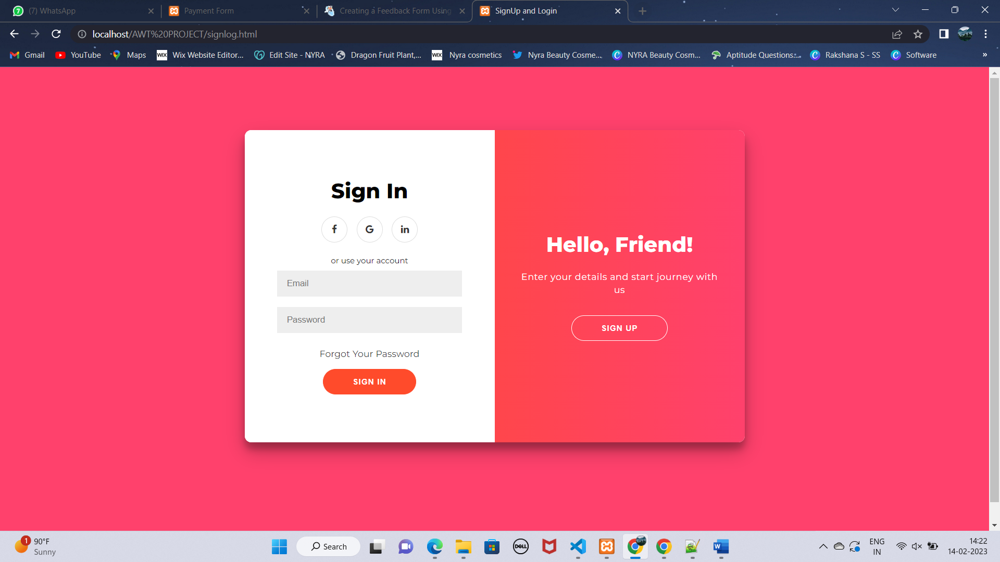 7 (7) WhatsApp
Payment Form
Creating a Feedback Form Using
SignUp and Login
localhost/AWT%20PROJECT/signlog.html
Gmail
YouTube
Maps
WIX Wix Website Editor...
Edit Site - NYRA
Dragon Fruit Plant,...
WIX Nyra cosmetics
Nyra Beauty Cosme...
C NYRA Beauty Cosm...
Aptitude Questions:...
C Rakshana S - SS
C Software
»
Sign In
f G in
or use your account
Email
Password
Forgot Your Password
SIGN IN
Hello, Friend!
Enter your details and start journey with
us
SIGN UP
1
90°F
Sunny
Search
DELL
W
ENG
IN
14:22
14-02-2023